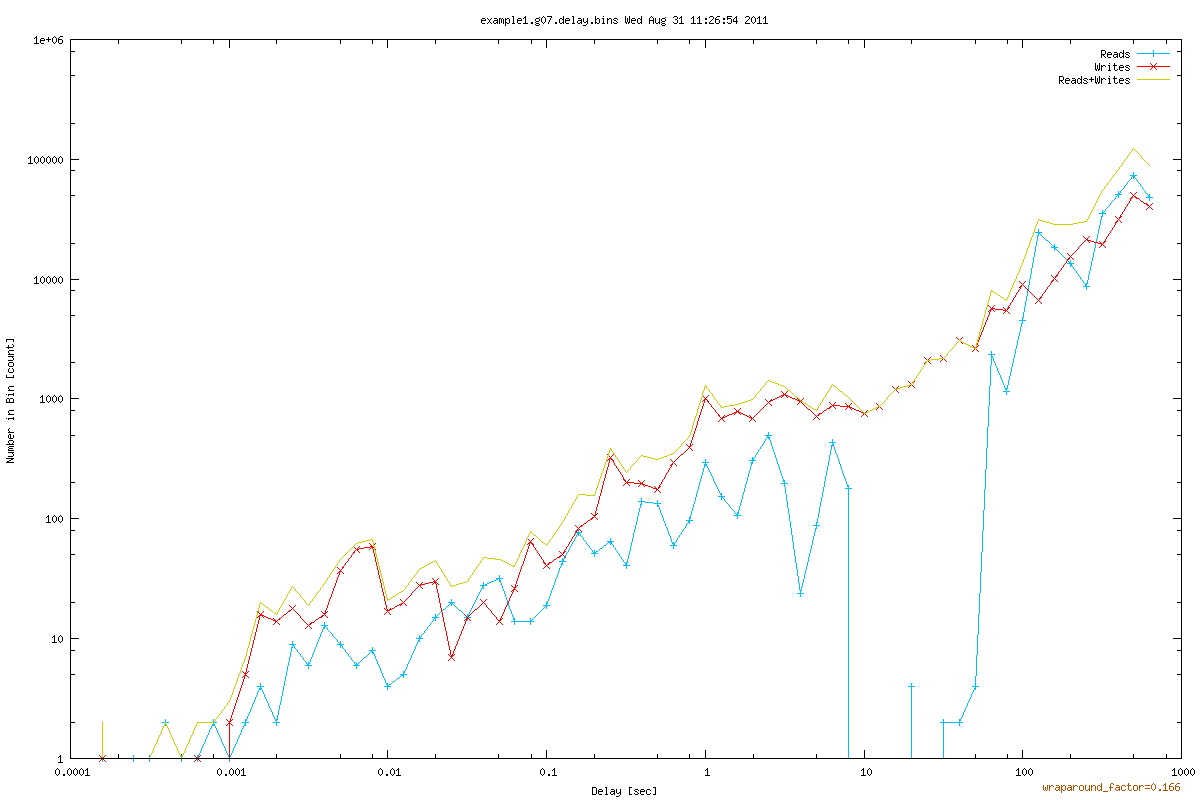 example1.g07.delay.bins Wed Aug 31 11:26:54 2011
1e+06
100000
10000
1000
100
10
1
Number in Bin [count]
Reads
Writes
Reads+Writes
0.0001
0.001
0.01
0.1
1
10
100
1000
Delay [sec]
wraparound_factor=0.166